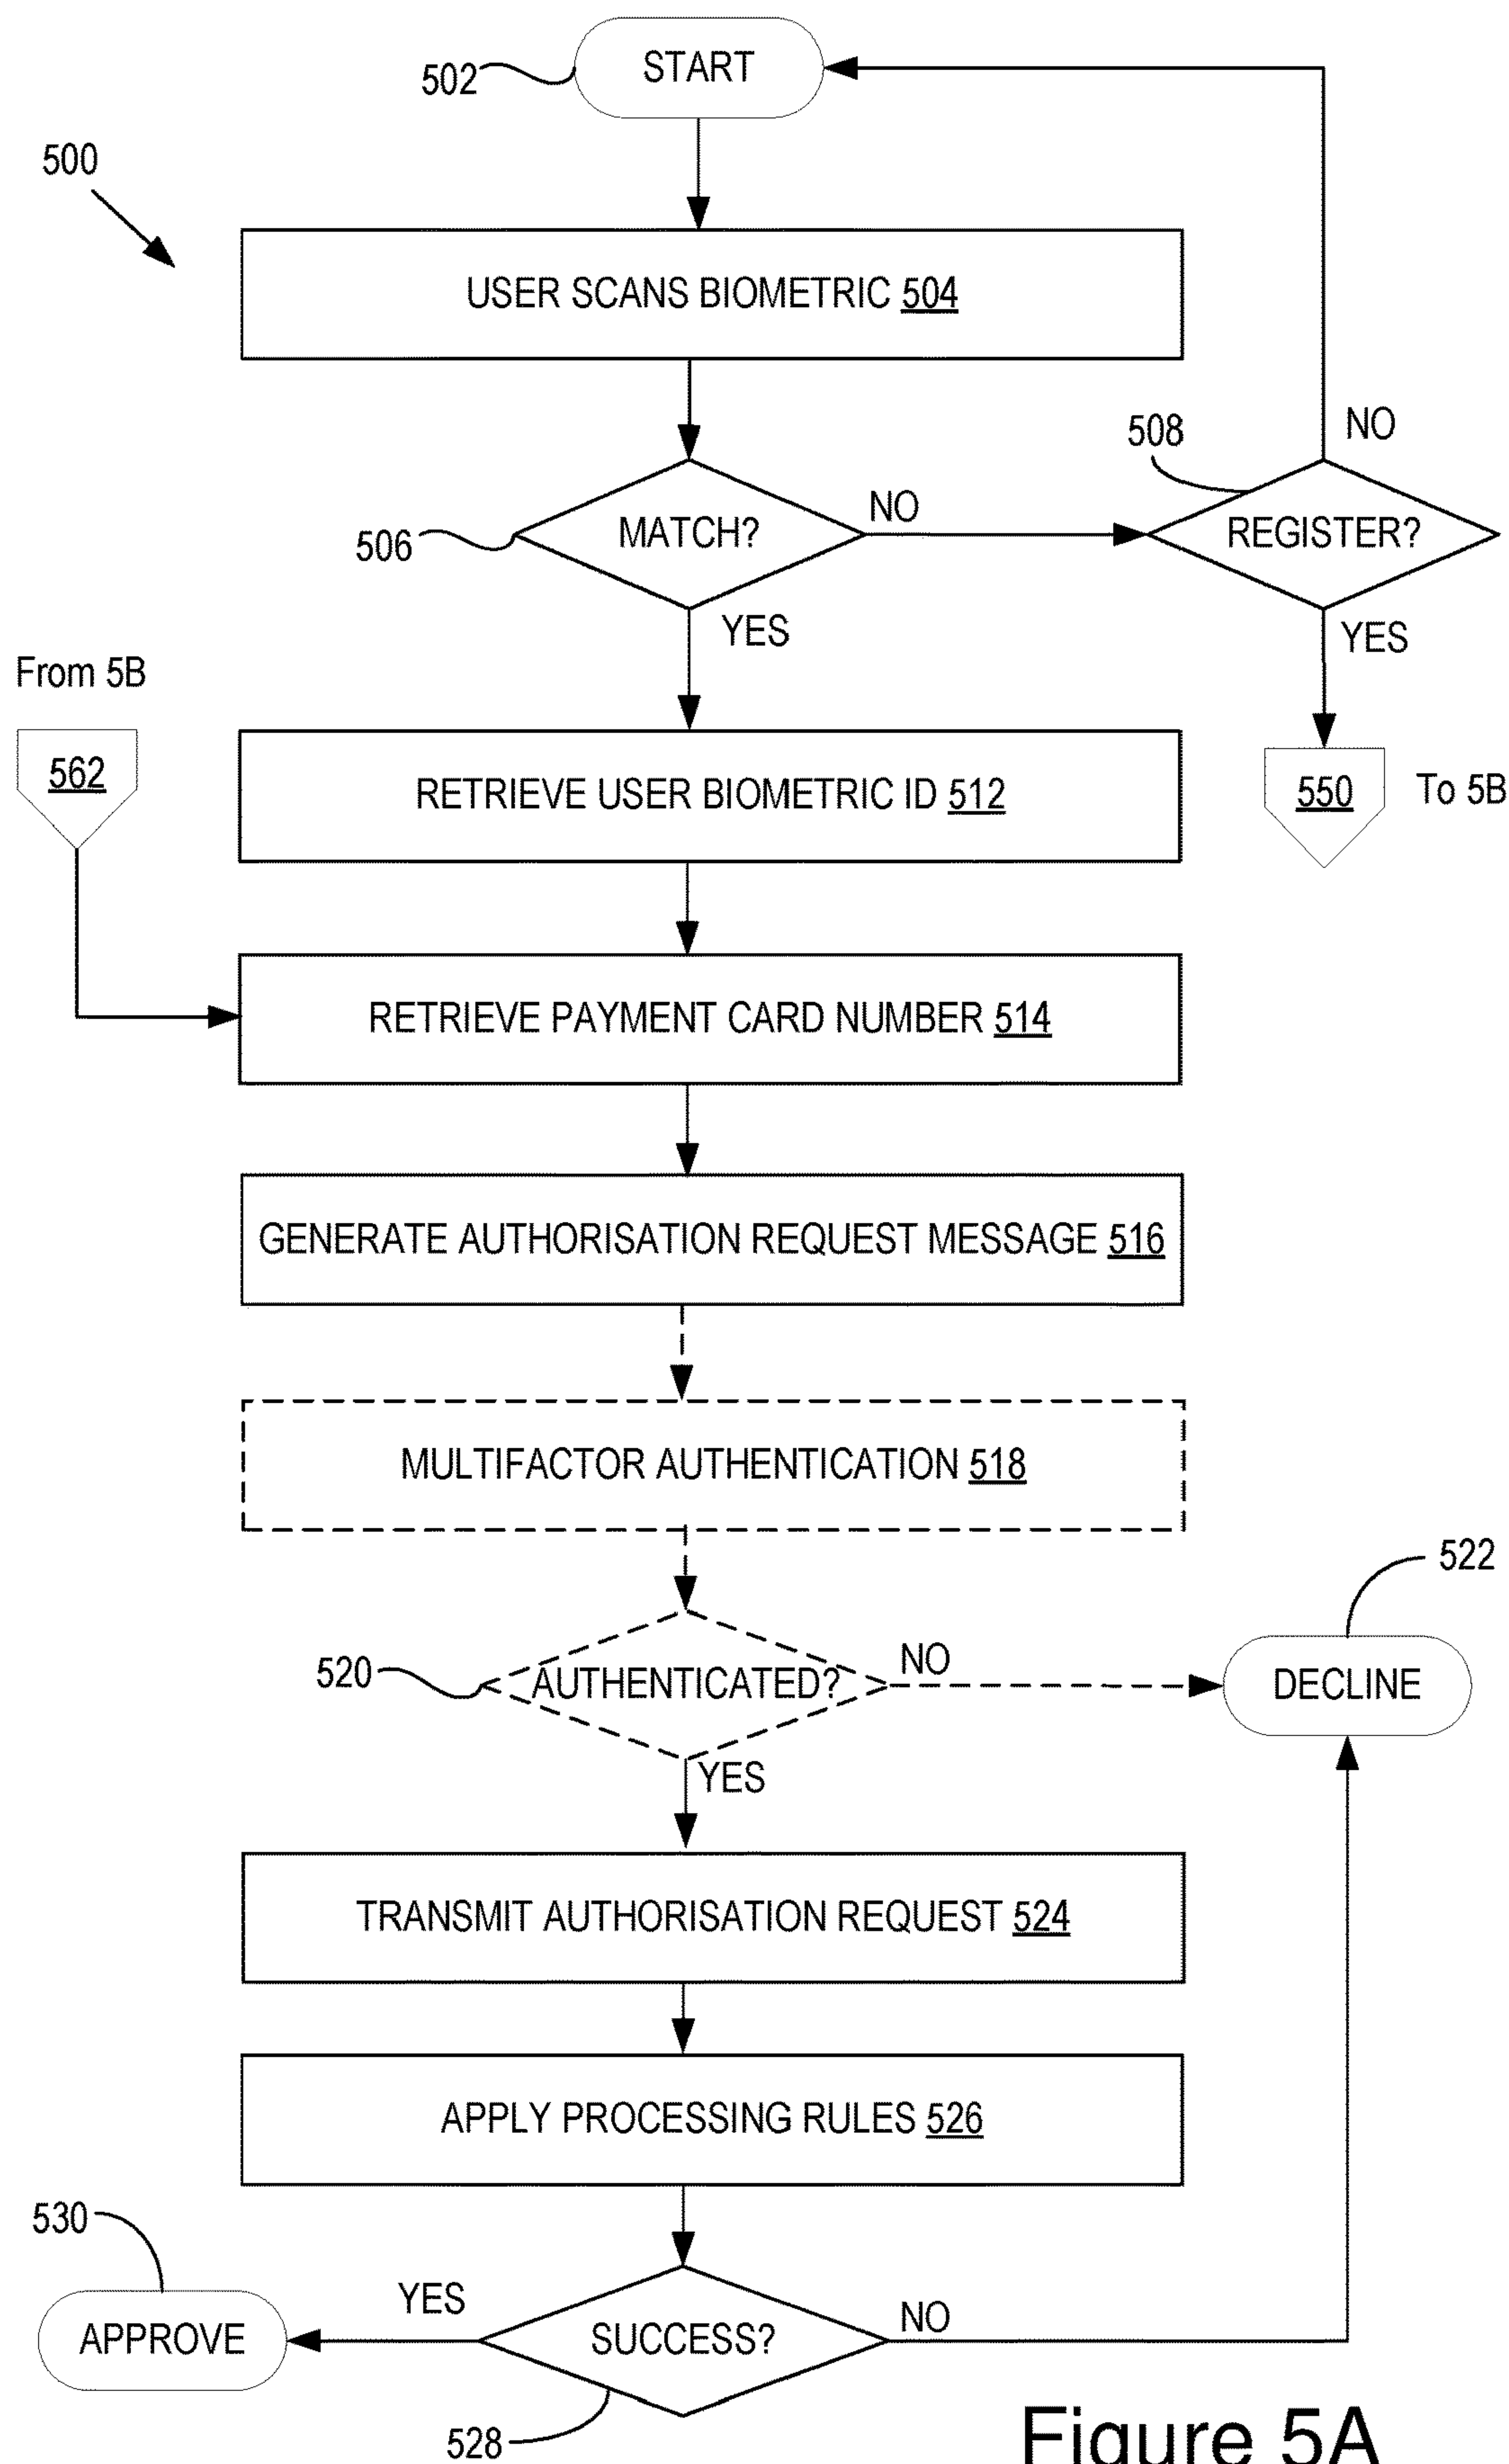 502
START
500
USER SCANS BIOMETRIC 504
508
NO
506
MATCH?
NO
REGISTER?
YES
YES
From 5B
562
RETRIEVE USER BIOMETRIC ID 512
550
To 5B
RETRIEVE PAYMENT CARD NUMBER 514
GENERATE AUTHORISATION REQUEST MESSAGE 516
MULTIFACTOR AUTHENTICATION 518
522
520
AUTHENTICATED?
NO
DECLINE
YES
TRANSMIT AUTHORISATION REQUEST 524
APPLY PROCESSING RULES 526
530
YES
NO
APPROVE
SUCCESS?
528
Figure 5A